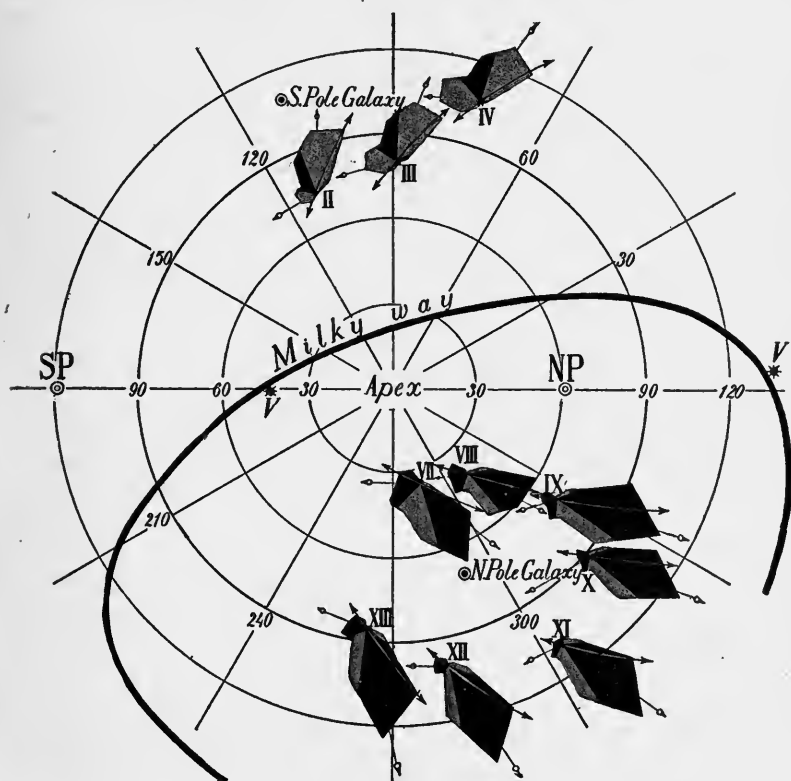 IV
S. Pole Galaxy
III
120
60
II
150
30
Milky way
V
SP
NP
90
60
30
Apex
30
90
120
V
VIII
VII
IX
210
N. Pole Galaxy
X
240
XIII
300
XI
XII